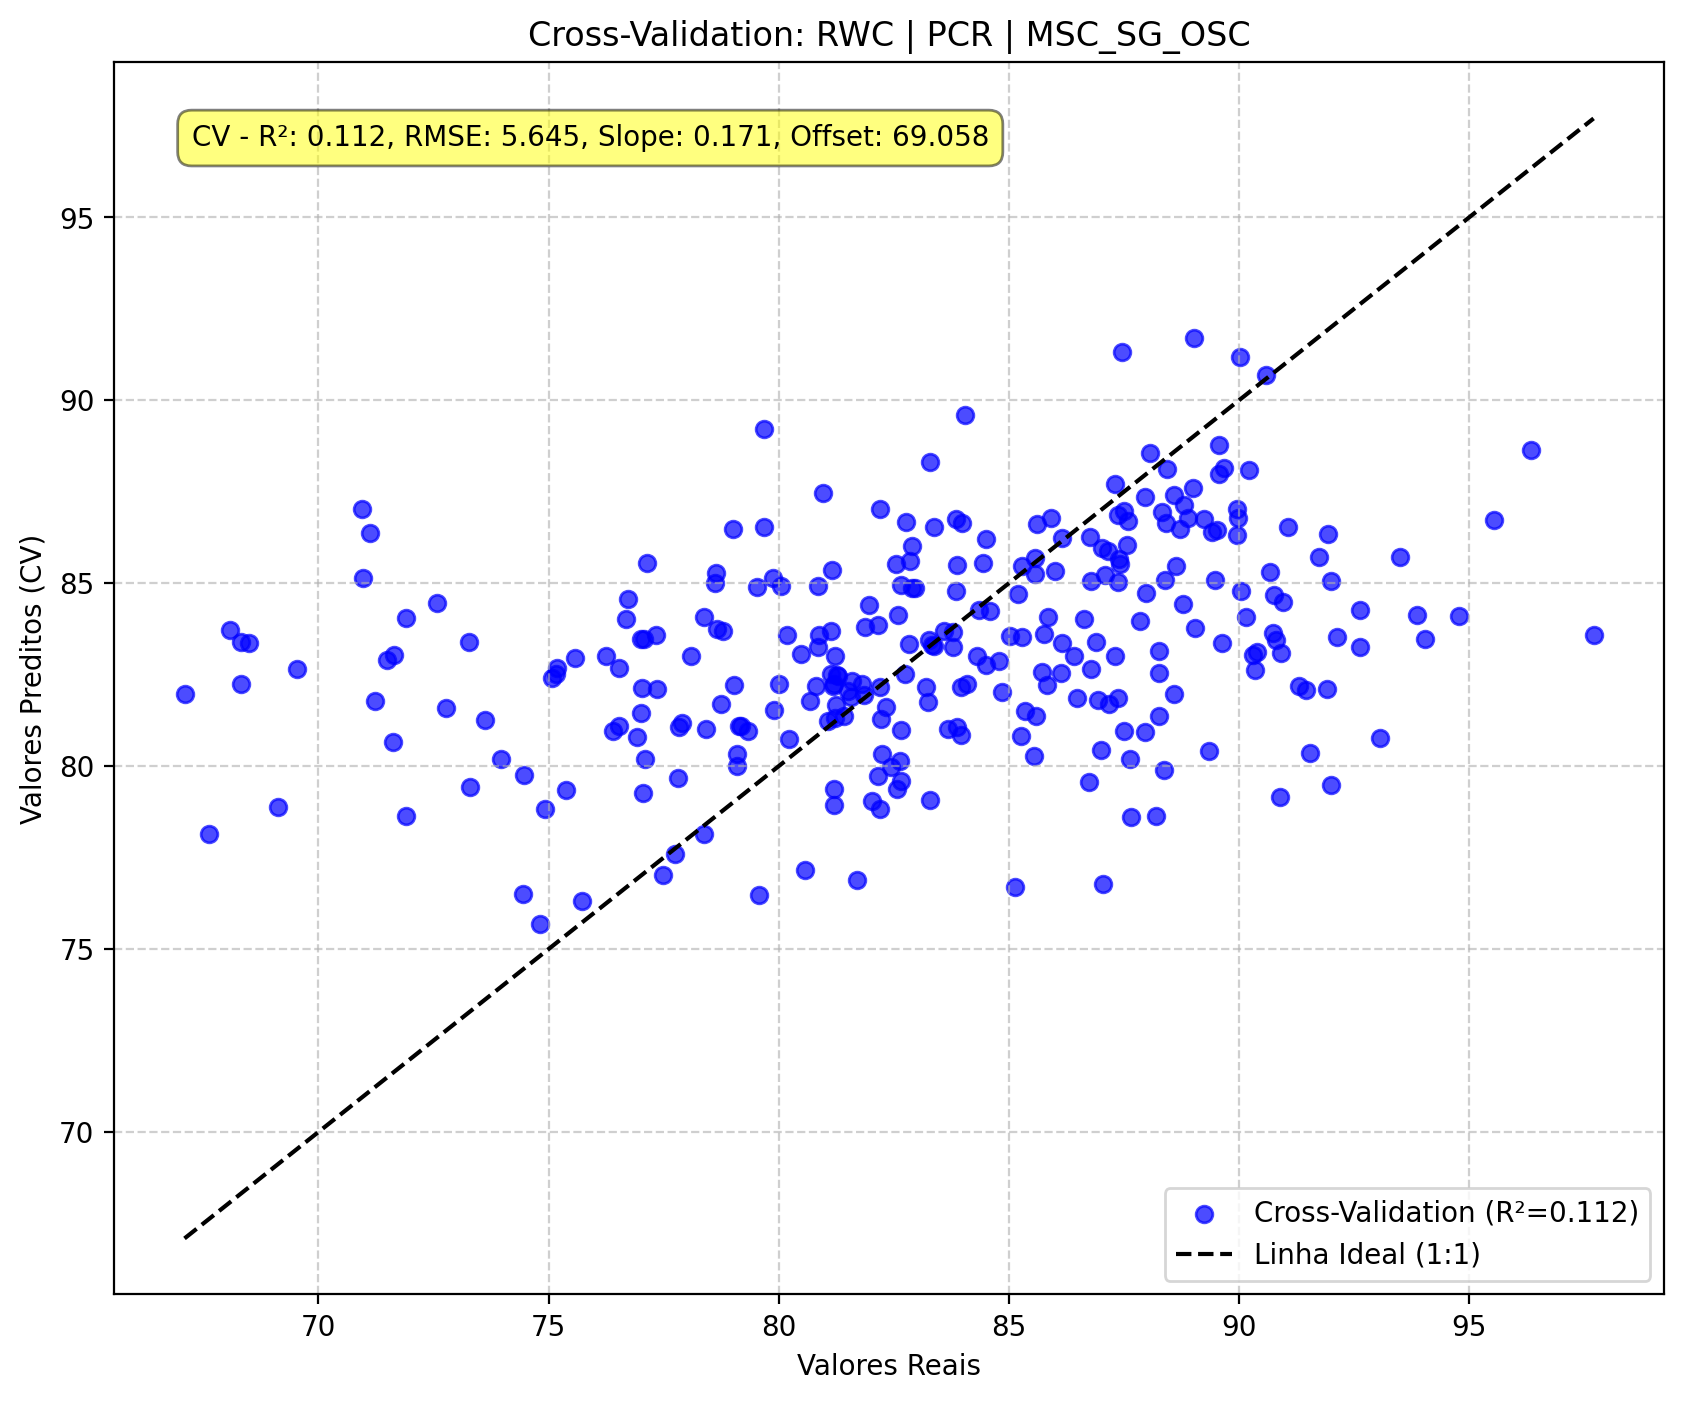 Cross-Validation: RWC | PCR | MSC_SG_OSC
CV - R²: 0.112, RMSE: 5.645, Slope: 0.171, Offset: 69.058
Valores Preditos (CV)
95
90
85
80
75
70
70
75
80
85
90
95
Valores Reais
Cross-Validation (R²=0.112)
Linha Ideal (1:1)